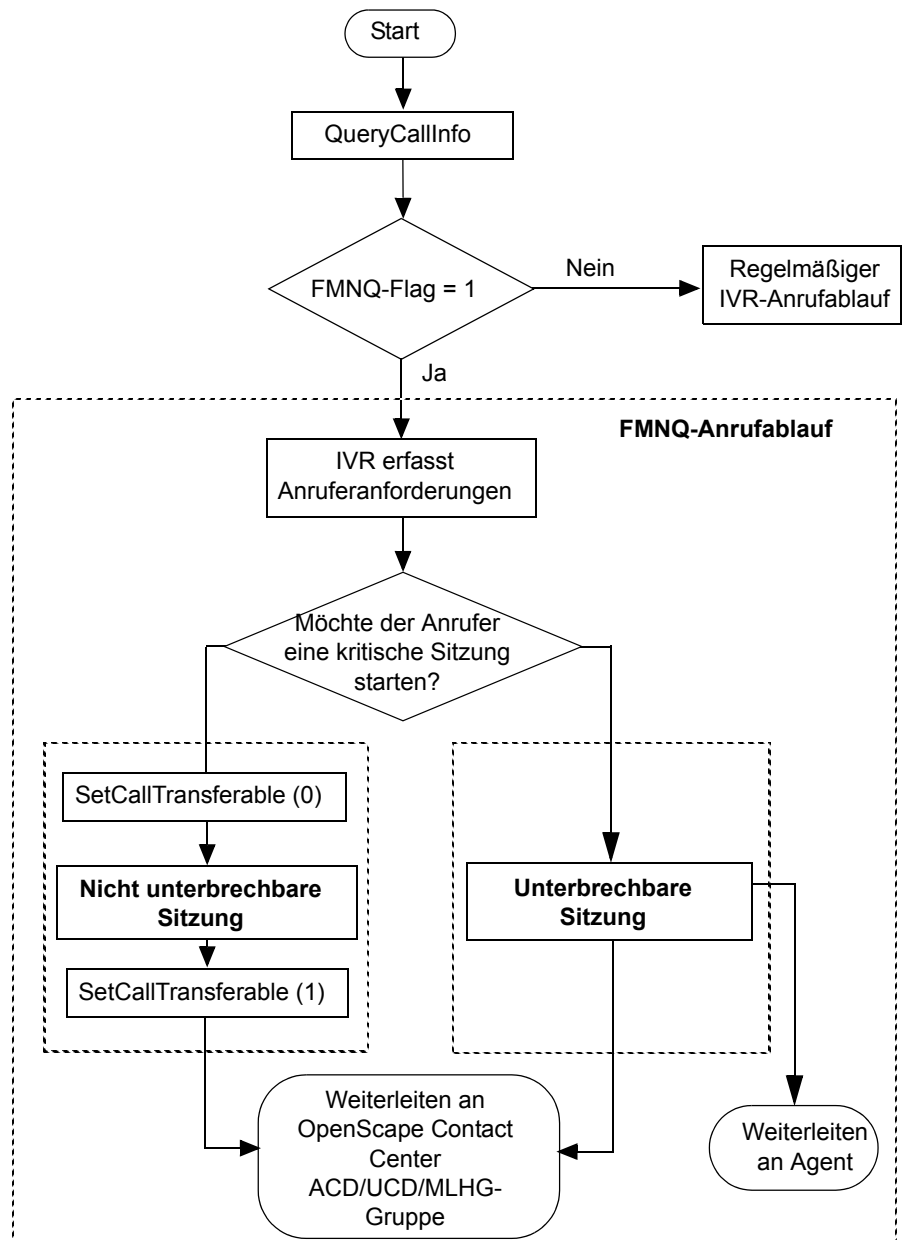 Start
QueryCallInfo
FMNQ-Flag = 1
Nein
Regelmäßiger
IVR-Anrufablauf
Ja
FMNQ-Anrufablauf
IVR erfasst
Anruferanforderungen
Möchte der Anrufer
eine kritische Sitzung
starten?
SetCallTransferable (0)
Nicht unterbrechbare
Sitzung
SetCallTransferable (1)
Unterbrechbare
Sitzung
Weiterleiten an
OpenScape Contact
Center
ACD/UCD/MLHG-
Gruppe
Weiterleiten
an Agent